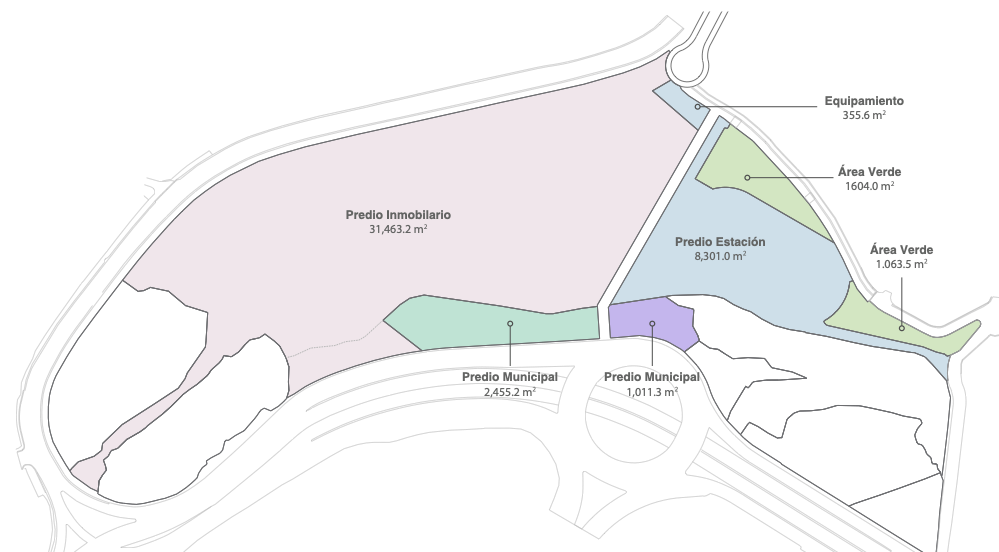 Equipamiento
355.6 m²
Área Verde
1604.0 m²
Predio Inmobilario
31,463.2 m²
Predio Estación
8,301.0 m²
Área Verde
1.063.5 m²
Predio Municipal
2,455.2 m²
Predio Municipal
1,011.3 m²